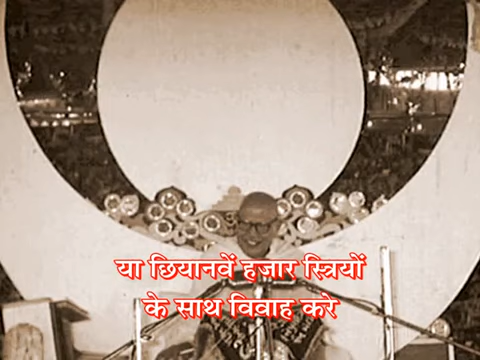 या छियानवें हजार स्त्रियों
के साथ विवाह करे